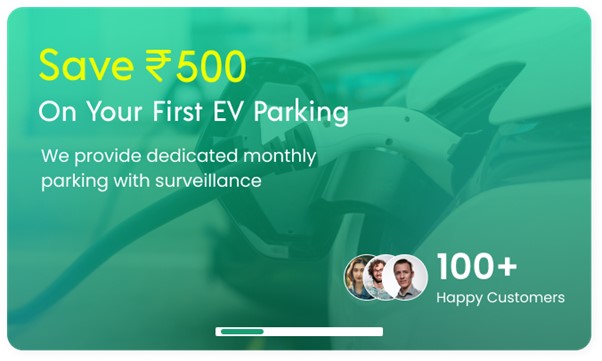 Save ₹500
On Your First EV Parking
We provide dedicated monthly
parking with surveillance
100+
Happy Customers